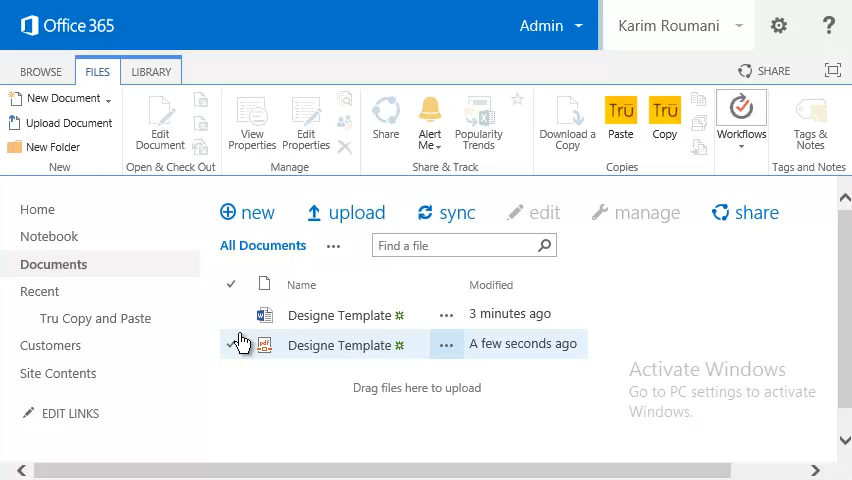 Office 365
Admin
Karim Roumani
?
BROWSE
FILES
LIBRARY
SHARE
New Document
Upload Document
New Folder
New
Edit
Document
Open & Check Out
View
Properties
Edit
Properties
Manage
Share
Alert
Me
Popularity
Trends
Share & Track
Download a
Copy
Trū
Paste
Trū
Copy
Copies
Workflows
Tags &
Notes
Tags and Notes
Home
Notebook
Documents
Recent
Tru Copy and Paste
Customers
Site Contents
EDIT LINKS
new
upload
sync
edit
manage
share
All Documents
...
Find a file
Name
Modified
Designe Template
...
3 minutes ago
pdf
Designe Template
...
A few seconds ago
Drag files here to upload
Activate Windows
Go to PC settings to activate
Windows.